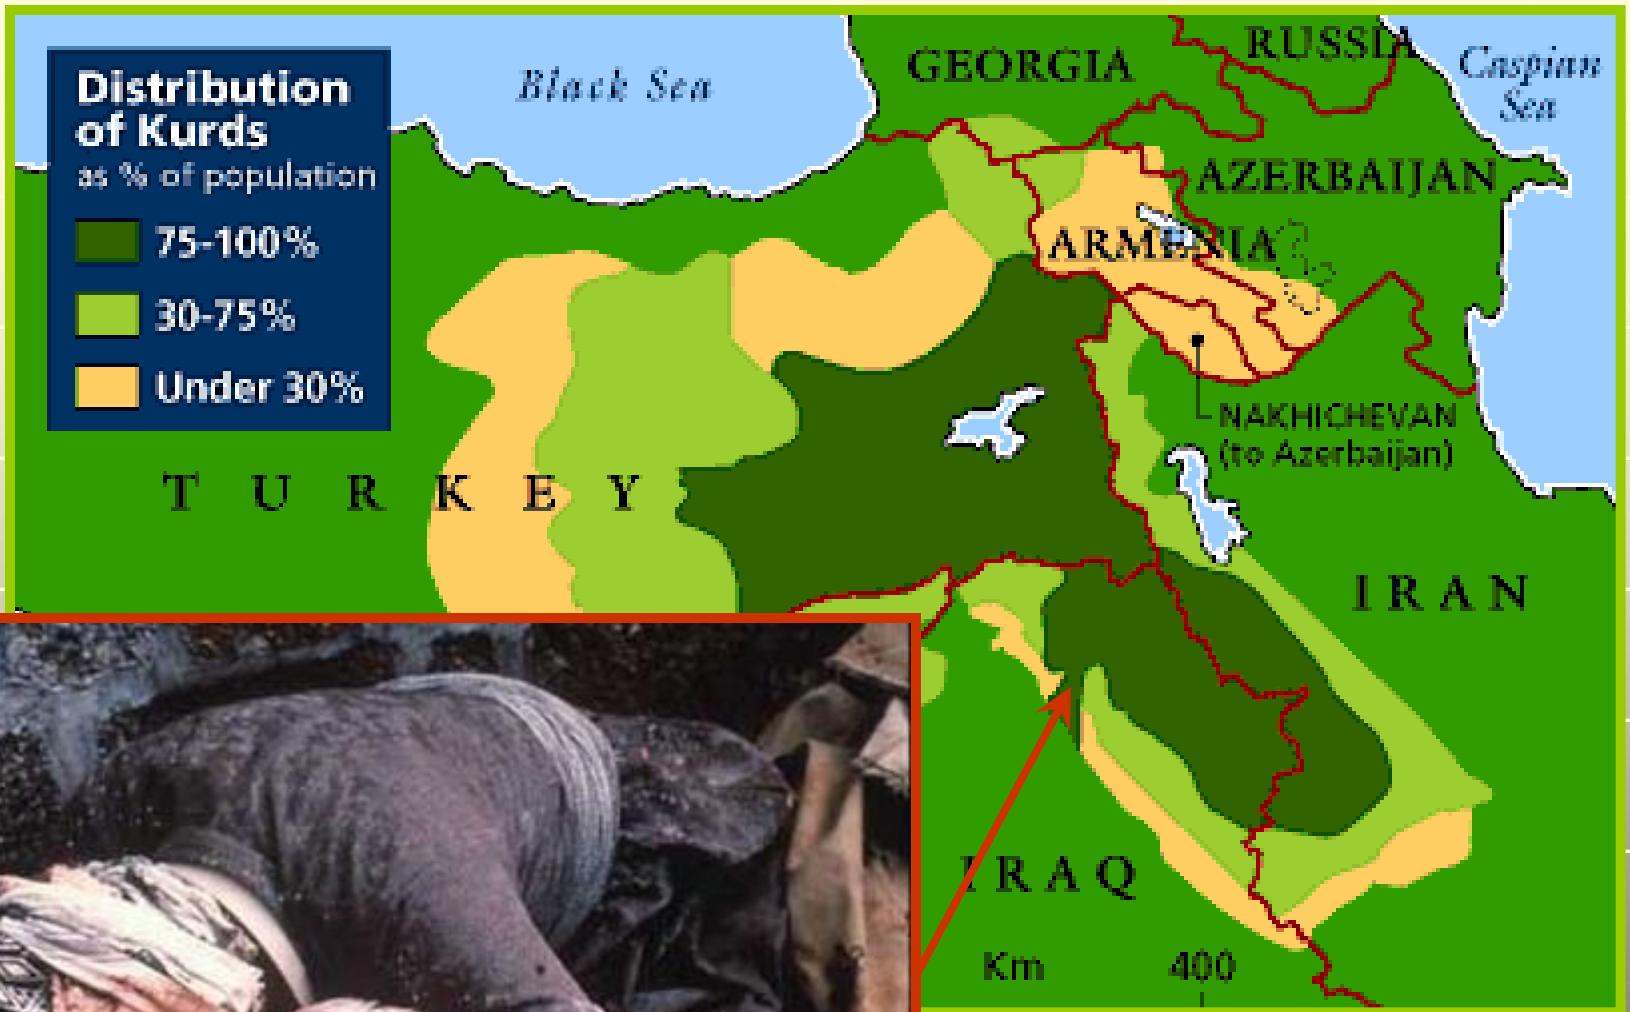 Distribution
of Kurds
as % of population
75-100%
30-75%
Under 30%
Black Sea
GEORGIA
RUSSIA
Caspian
Sea
AZERBAIJAN
ARMENIA
NAKHICHEVAN
(to Azerbaijan)
TURKEY
IRAN
IRAQ
Km 400